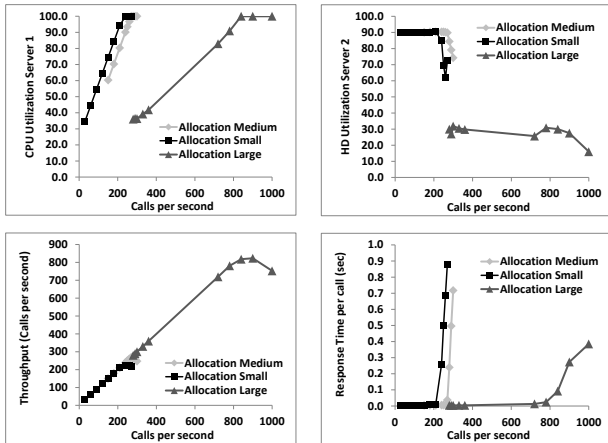 CPU Utilization Server 1
100.0
90.0
80.0
70.0
60.0
50.0
40.0
30.0
20.0
10.0
0.0
Allocation Medium
Allocation Small
Allocation Large
0 200 400 600 800 1000
Calls per second
HD Utilization Server 2
100.0
90.0
80.0
70.0
60.0
50.0
40.0
30.0
20.0
10.0
0.0
Allocation Medium
Allocation Small
Allocation Large
0 200 400 600 800 1000
Calls per second
Throughput (Calls per second)
900
800
700
600
500
400
300
200
100
0
Allocation Medium
Allocation Small
Allocation Large
0 200 400 600 800 1000
Calls per second
Response Time per call (sec)
1.0
0.9
0.8
0.7
0.6
0.5
0.4
0.3
0.2
0.1
0.0
Allocation Medium
Allocation Small
Allocation Large
0 200 400 600 800 1000
Calls per second